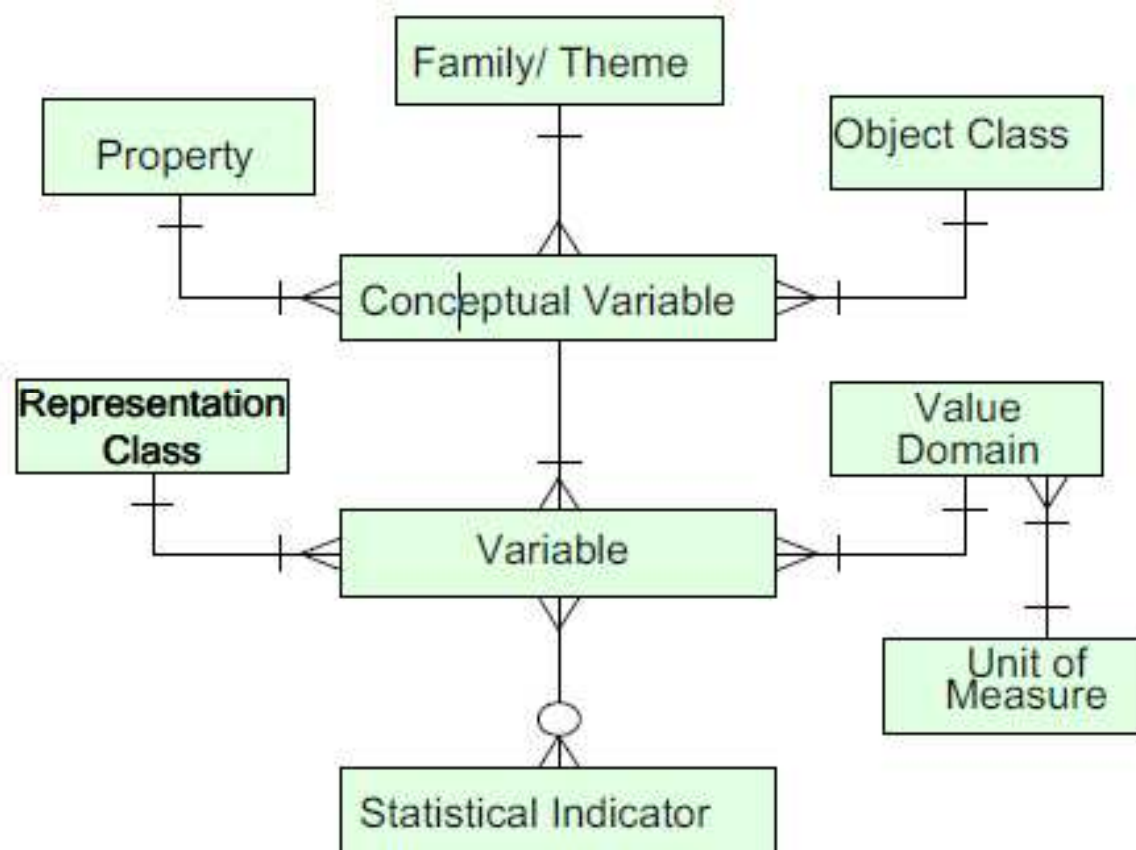 Family/ Theme
Property
Object Class
Conceptual Variable
Representation
Class
Value
Domain
Variable
Unit of
Measure
Statistical Indicator